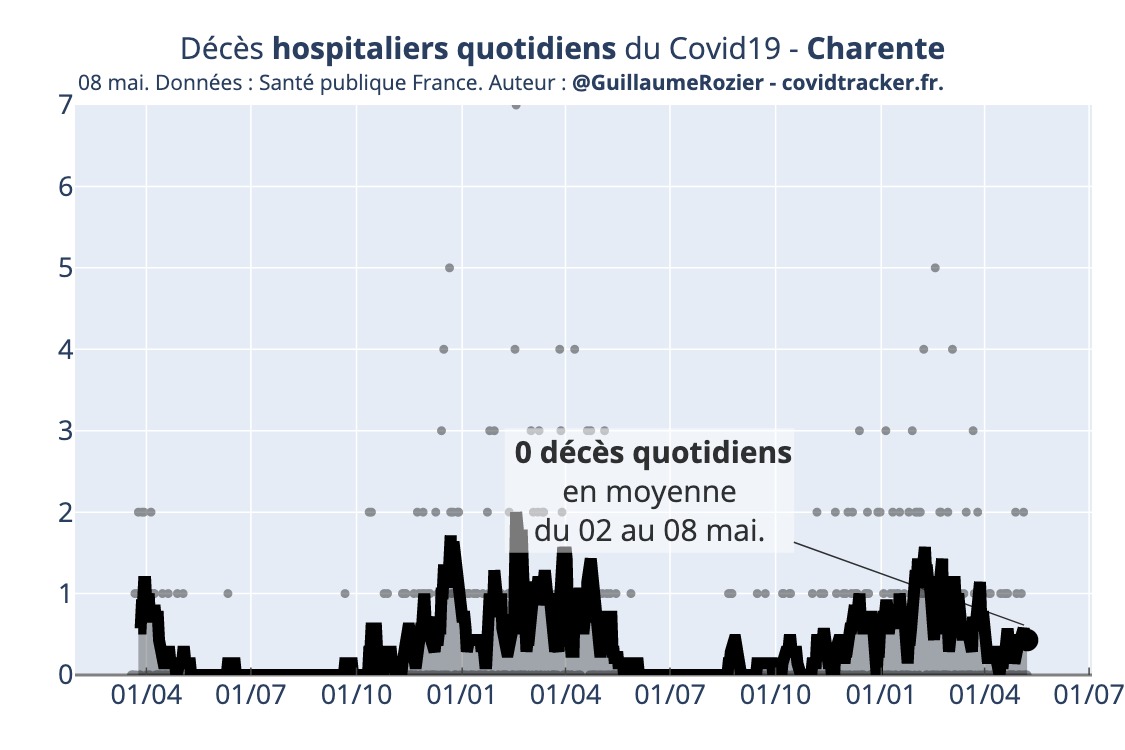 Décès hospitaliers quotidiens du Covid19 - Charente
08 mai. Données : Santé publique France. Auteur : @GuillaumeRozier - covidtracker.fr.
7
6
5
4
3
2
1
0
0 décès quotidiens
en moyenne
du 02 au 08 mai.
01/04 01/07 01/10 01/01 01/04 01/07 01/10 01/01 01/04 01/07